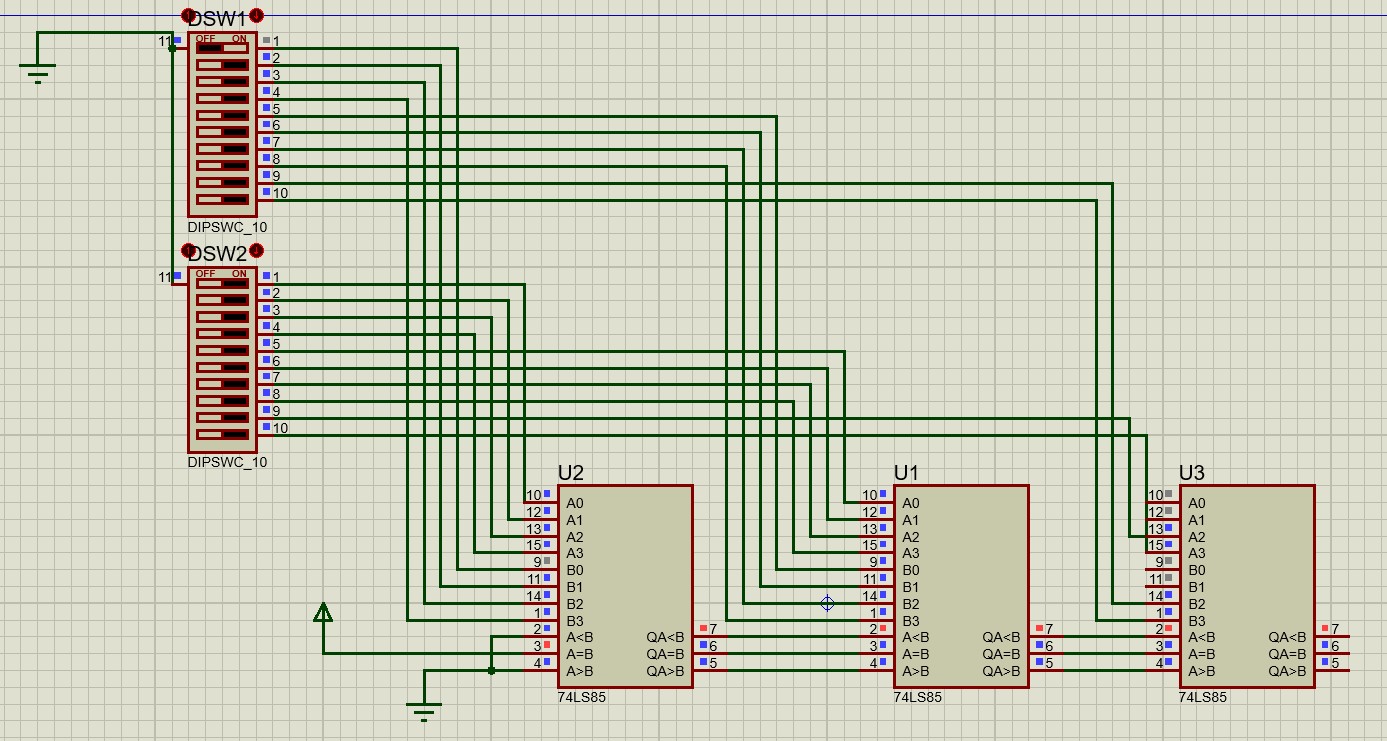 DSW1
OFF ON
11 1
2
3
4
5
6
7
8
9
10
DIPSWC_10
DSW2
OFF ON
11 1
2
3
4
5
6
7
8
9
10
DIPSWC_10
U2
10 A0
12 A1
13 A2
15 A3
9 B0
11 B1
14 B2
1 B3
2 A<B QA<B 7
3 A=B QA=B 6
4 A>B QA>B 5
74LS85
U1
10 A0
12 A1
13 A2
15 A3
9 B0
11 B1
14 B2
1 B3
2 A<B QA<B 7
3 A=B QA=B 6
4 A>B QA>B 5
74LS85
U3
10 A0
12 A1
13 A2
15 A3
9 B0
11 B1
14 B2
1 B3
2 A<B QA<B 7
3 A=B QA=B 6
4 A>B QA>B 5
74LS85